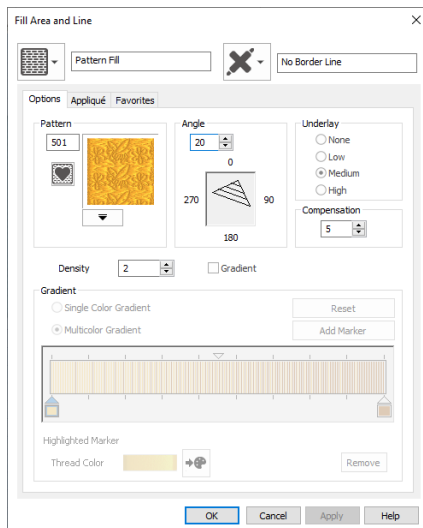 Fill Area and Line
Pattern Fill
No Border Line
Options Appliqué Favorites
Pattern
501
Angle
20
0
270 90
180
Underlay
None
Low
Medium
High
Compensation
5
Density 2 Gradient
Gradient
Single Color Gradient Reset
Multicolor Gradient Add Marker
Highlighted Marker
Thread Color Remove
OK Cancel Apply Help